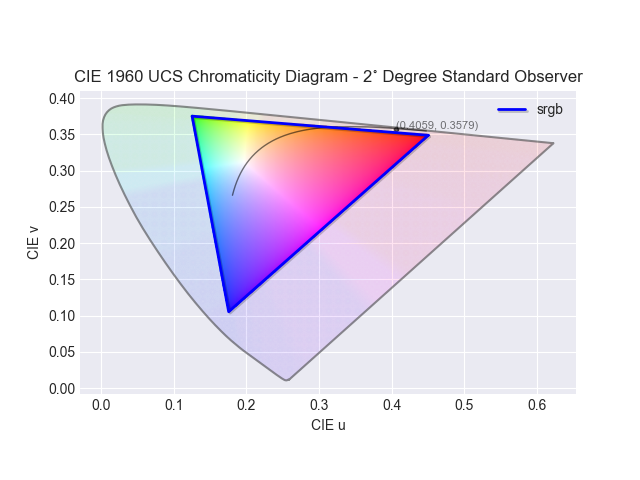 CIE 1960 UCS Chromaticity Diagram - 2˚ Degree Standard Observer
srgb
(0.4059, 0.3579)
0.40
0.35
0.30
0.25
0.20
0.15
0.10
0.05
0.00
CIE v
0.0 0.1 0.2 0.3 0.4 0.5 0.6
CIE u